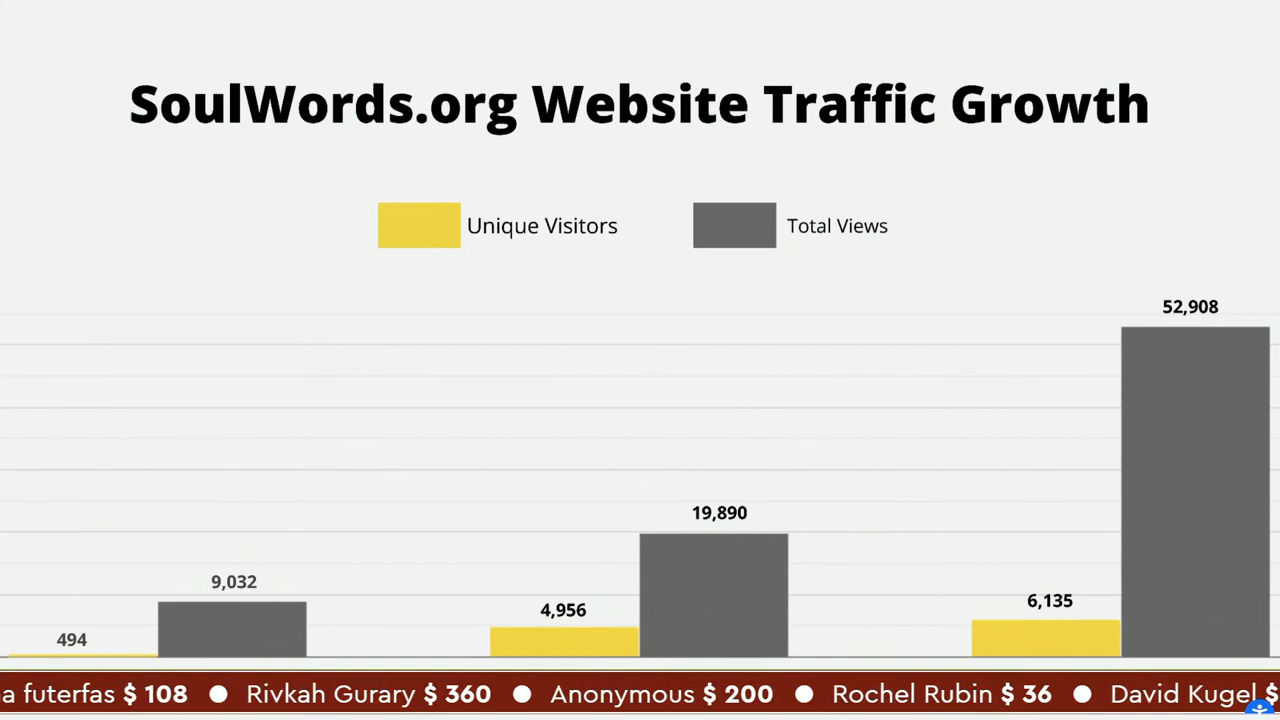 SoulWords.org Website Traffic Growth
Unique Visitors Total Views
52,908
19,890
9,032
4,956
6,135
494
futerfas $ 108 ● Rivkah Gurary $ 360 ● Anonymous $ 200 ● Rochel Rubin $ 36 ● David Kugel $